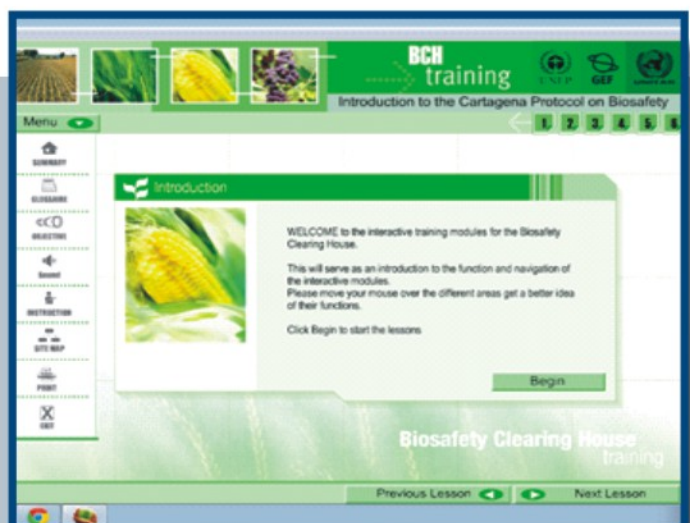 BCH
training
UNEP
GEF
Introduction to the Cartagena Protocol on Biosafety
Menu
1. 2. 3. 4. 5. 6.
SUMMARY
GLOSSAIRE
OBJECTIVE
Sound
INSTRUCTION
SITE MAP
PRINT
EXIT
Introduction
WELCOME to the interactive training modules for the Biosafety
Clearing House.
This will serve as an introduction to the function and navigation of
the interactive modules.
Please move your mouse over the different areas get a better idea
of their functions.
Click Begin to start the lessons
Begin
Biosafety Clearing House
training
Previous Lesson
Next Lesson